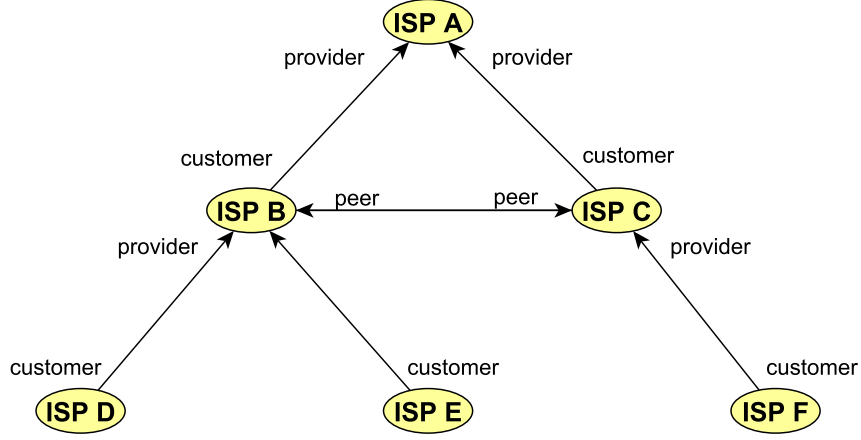 ISP A
provider
provider
customer
customer
peer
peer
ISP B
ISP C
provider
provider
customer
customer
customer
ISP D
ISP E
ISP F